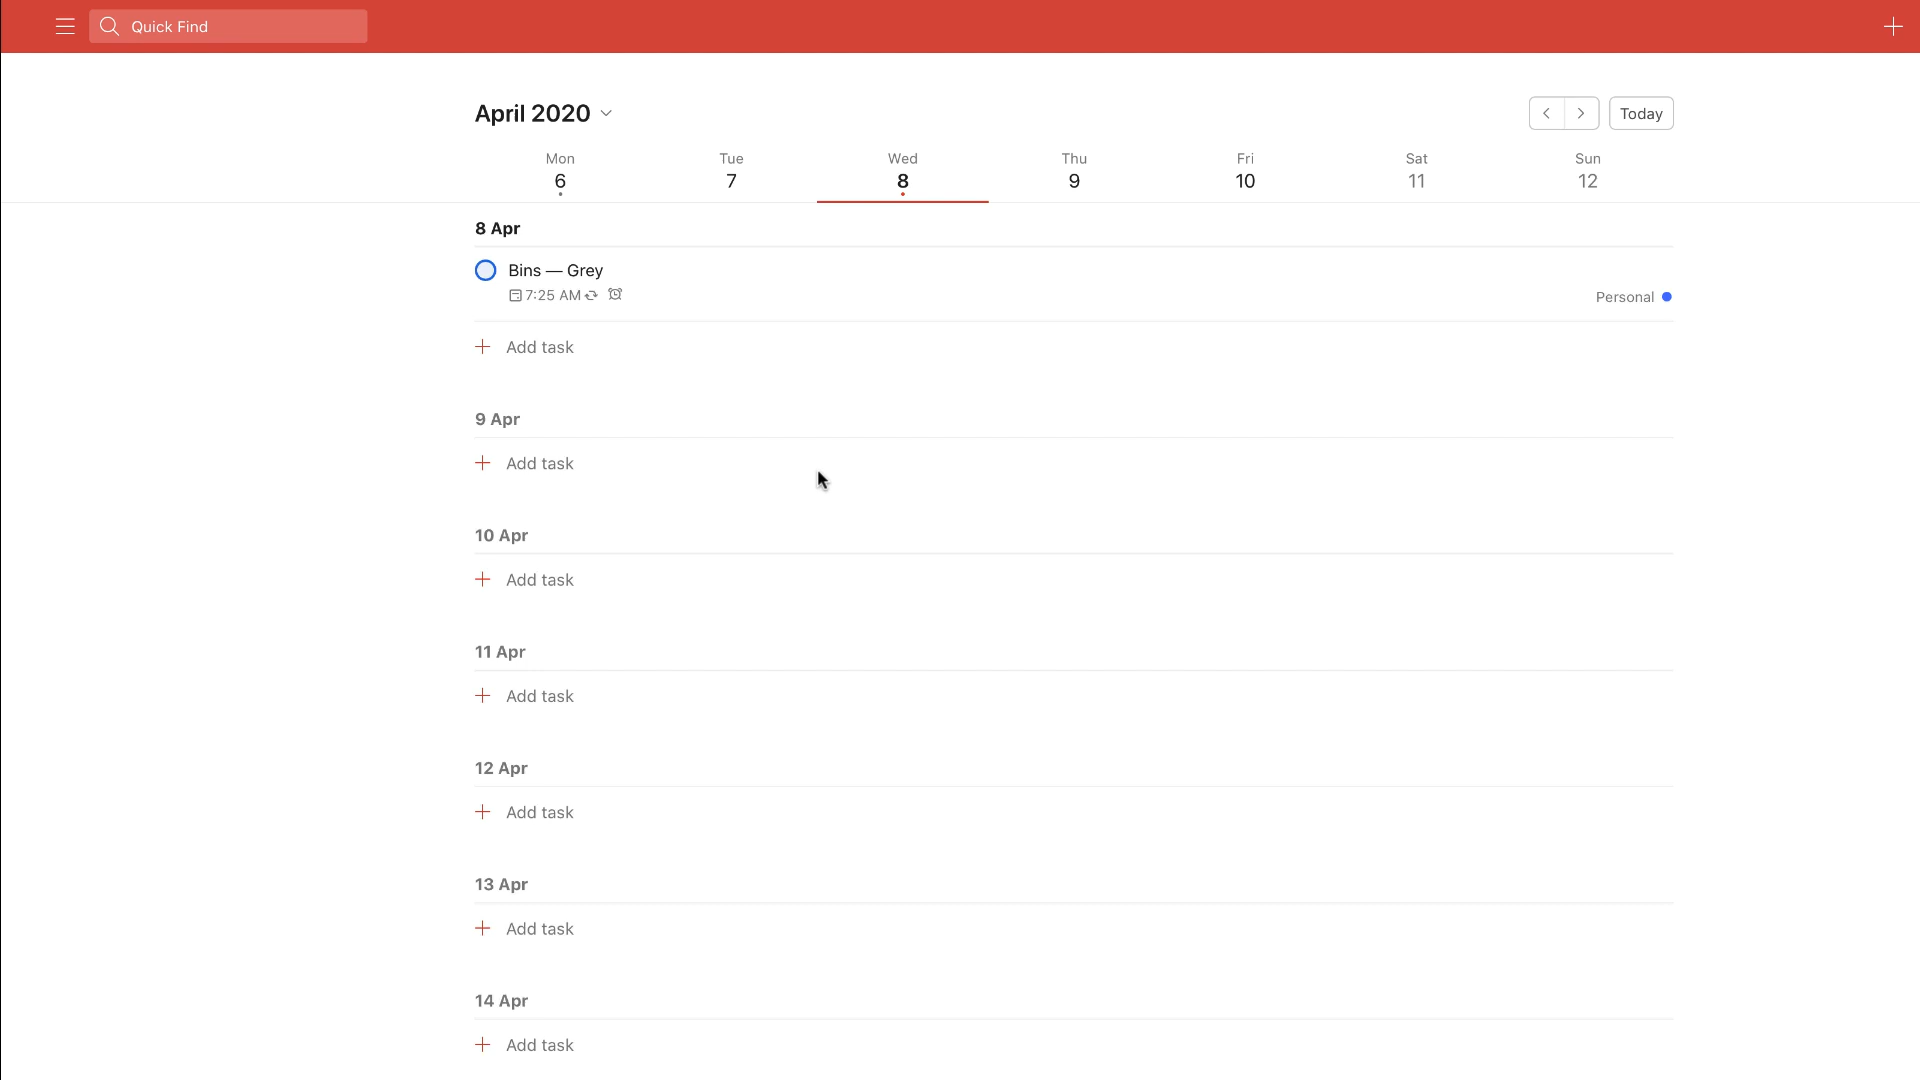 Quick Find
April 2020
Today
Mon Tue Wed Thu Fri Sat Sun
6 7 8 9 10 11 12
8 Apr
Bins — Grey
7:25 AM
Personal
Add task
9 Apr
Add task
10 Apr
Add task
11 Apr
Add task
12 Apr
Add task
13 Apr
Add task
14 Apr
Add task